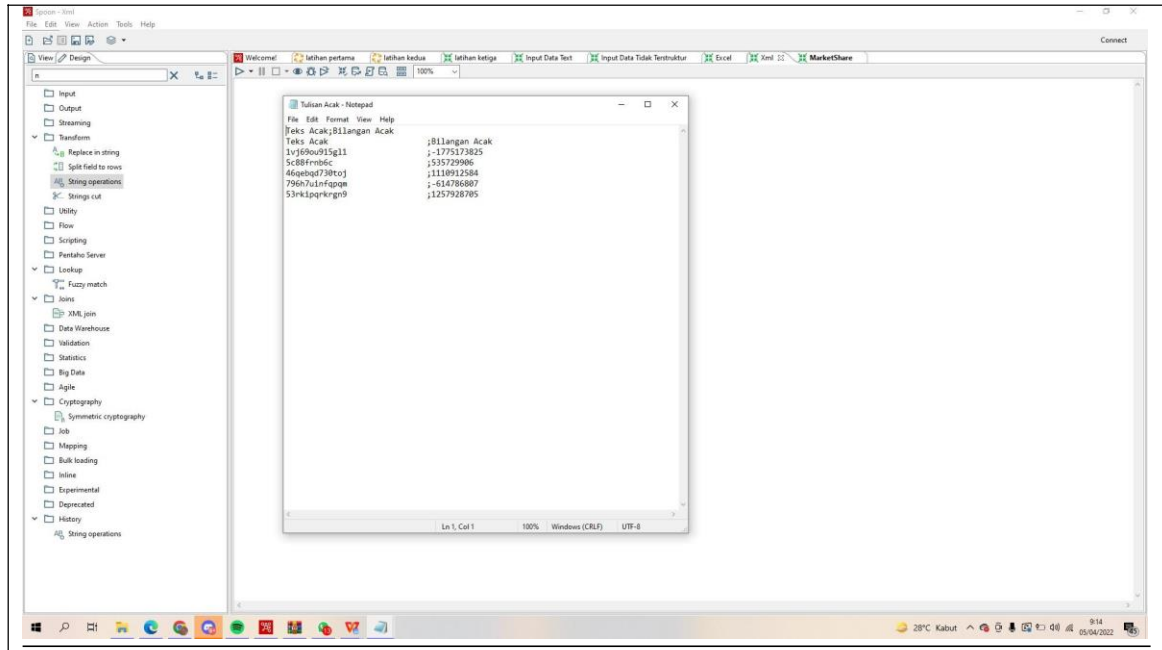 Spoon - Xml
File Edit View Action Tools Help
Connect
View Design
Welcome! latihan pertama latihan kedua latihan ketiga Input Data Text Input Data Tidak Terstruktur Excel Xml MarketShare
n
100%
Input
Output
Streaming
Transform
Replace in string
Split field to rows
String operations
Strings cut
Utility
Flow
Scripting
Pentaho Server
Lookup
Fuzzy match
Joins
XML join
Data Warehouse
Validation
Statistics
Big Data
Agile
Cryptography
Symmetric cryptography
Job
Mapping
Bulk loading
Inline
Experimental
Deprecated
History
String operations
Tulisan Acak - Notepad
File Edit Format View Help
Teks Acak;Bilangan Acak
Teks Acak ;Bilangan Acak
1vj69ou915gl1 ;-1775173825
5c88frnb6c ;535729906
46qebqd730toj ;1110912584
796h7uinfqpqm ;-614786807
53rkipqrkrgn9 ;1257928705
Ln 1, Col 1 100% Windows (CRLF) UTF-8
28°C Kabut 9:14
05/04/2022